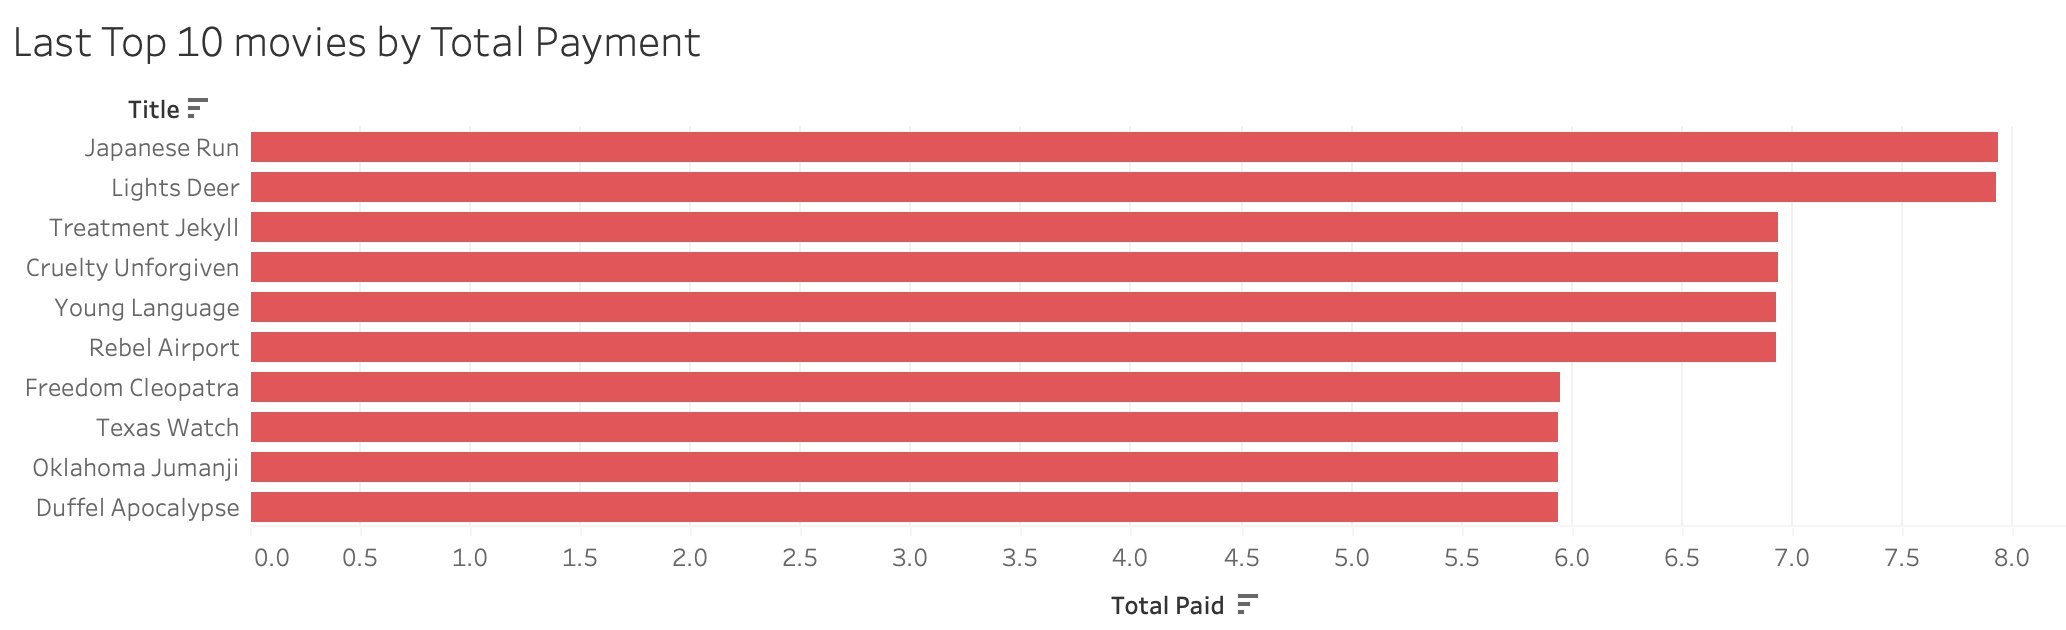 Last Top 10 movies by Total Payment
Title
Japanese Run
Lights Deer
Treatment Jekyll
Cruelty Unforgiven
Young Language
Rebel Airport
Freedom Cleopatra
Texas Watch
Oklahoma Jumanji
Duffel Apocalypse
0.0 0.5 1.0 1.5 2.0 2.5 3.0 3.5 4.0 4.5 5.0 5.5 6.0 6.5 7.0 7.5 8.0
Total Paid